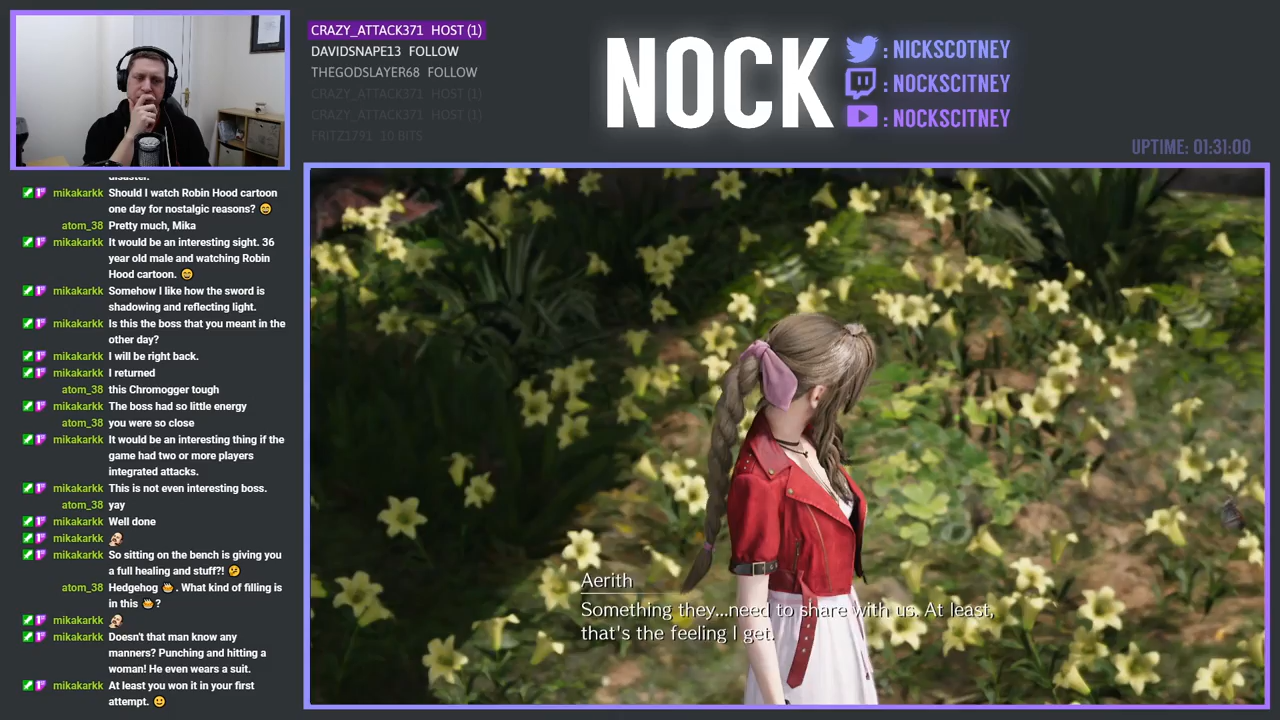 CRAZY_ATTACK371 HOST (1)
DAVIDSNAPE13 FOLLOW
THEGODSLAYER68 FOLLOW
CRAZY_ATTACK371 HOST (1)
CRAZY_ATTACK371 HOST (1)
FRITZ1791 10 BITS
NOCK
: NICKSCOTNEY
: NOCKSCITNEY
: NOCKSCITNEY
UPTIME: 01:31:00
disaster.
mikakarkk Should I watch Robin Hood cartoon
one day for nostalgic reasons? 😄
atom_38 Pretty much, Mika
mikakarkk It would be an interesting sight. 36
year old male and watching Robin
Hood cartoon. 😄
mikakarkk Somehow I like how the sword is
shadowing and reflecting light.
mikakarkk Is this the boss that you meant in the
other day?
mikakarkk I will be right back.
mikakarkk I returned
atom_38 this Chromogger tough
mikakarkk The boss had so little energy
atom_38 you were so close
mikakarkk It would be an interesting thing if the
game had two or more players
integrated attacks.
mikakarkk This is not even interesting boss.
atom_38 yay
mikakarkk Well done
mikakarkk
mikakarkk So sitting on the bench is giving you
a full healing and stuff?! 😕
atom_38 Hedgehog . What kind of filling is
in this ?
mikakarkk
mikakarkk Doesn't that man know any
manners? Punching and hitting a
woman! He even wears a suit.
mikakarkk At least you won it in your first
attempt. 🙂
Aerith
Something they...need to share with us. At least,
that's the feeling I get.